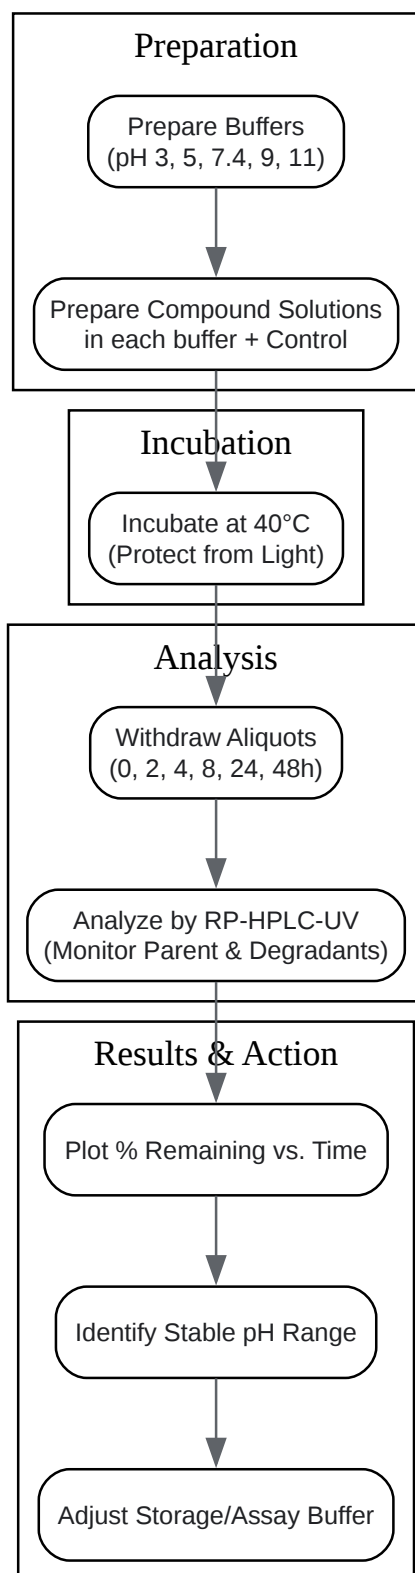 Preparation
Prepare Buffers
(pH 3, 5, 7.4, 9, 11)
Prepare Compound Solutions
in each buffer + Control
Incubation
Incubate at 40°C
(Protect from Light)
Analysis
Withdraw Aliquots
(0, 2, 4, 8, 24, 48h)
Analyze by RP-HPLC-UV
(Monitor Parent & Degradants)
Results & Action
Plot % Remaining vs. Time
Identify Stable pH Range
Adjust Storage/Assay Buffer